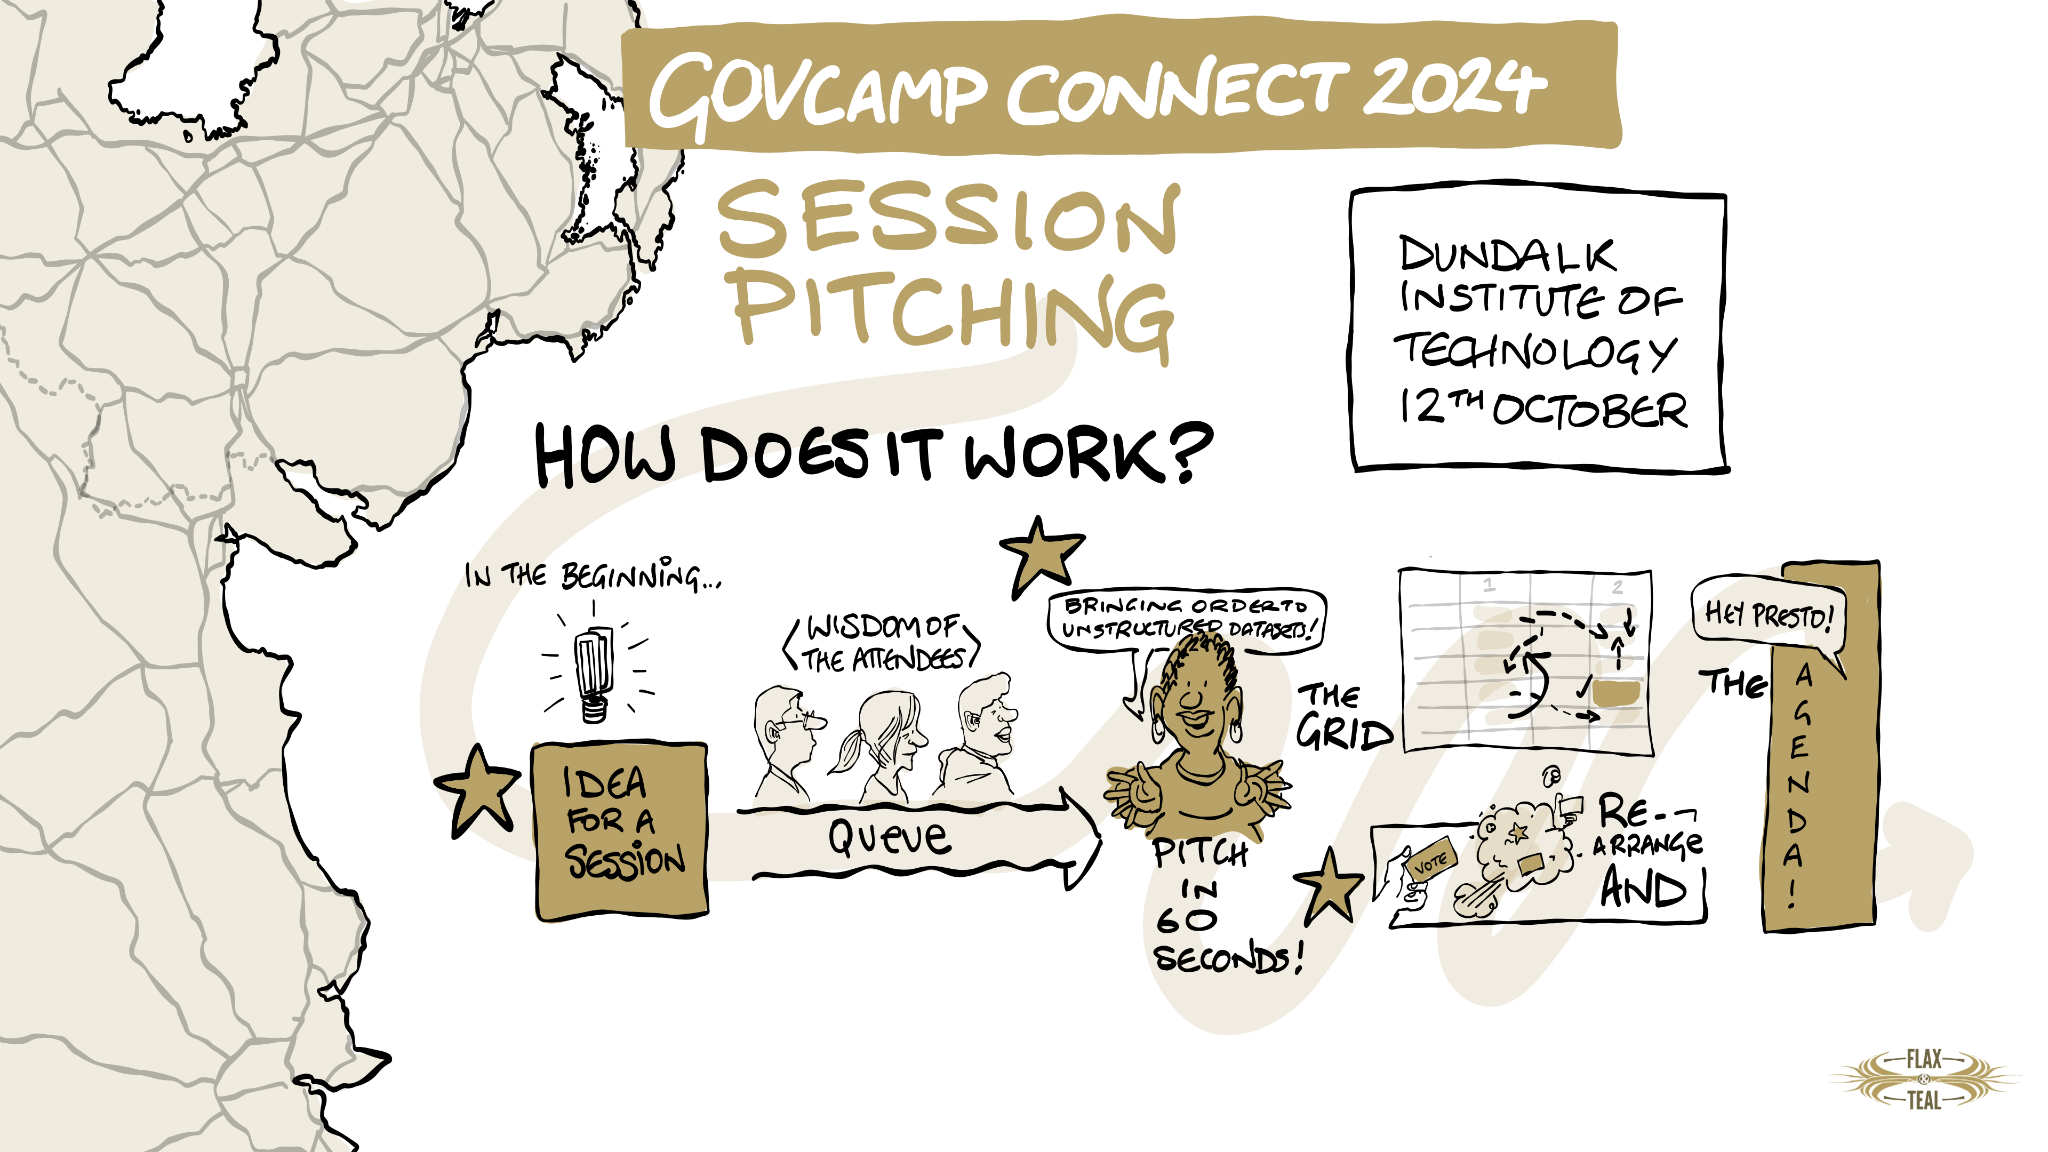 GOVCAMP CONNECT 2024
SESSION
PITCHING
DUNDALK
INSTITUTE OF
TECHNOLOGY
12TH OCTOBER
HOW DOES IT WORK?
IN THE BEGINNING...
IDEA
FOR A
SESSION
WISDOM OF
THE ATTENDEES
QUEUE
BRINGING ORDER TO
UNSTRUCTURED DATASETS!
PITCH
IN
60
SECONDS!
THE
GRID
1
2
VOTE
RE-
ARRANGE
AND
HEY PRESTO!
THE
AGENDA!
FLAX
&
TEAL